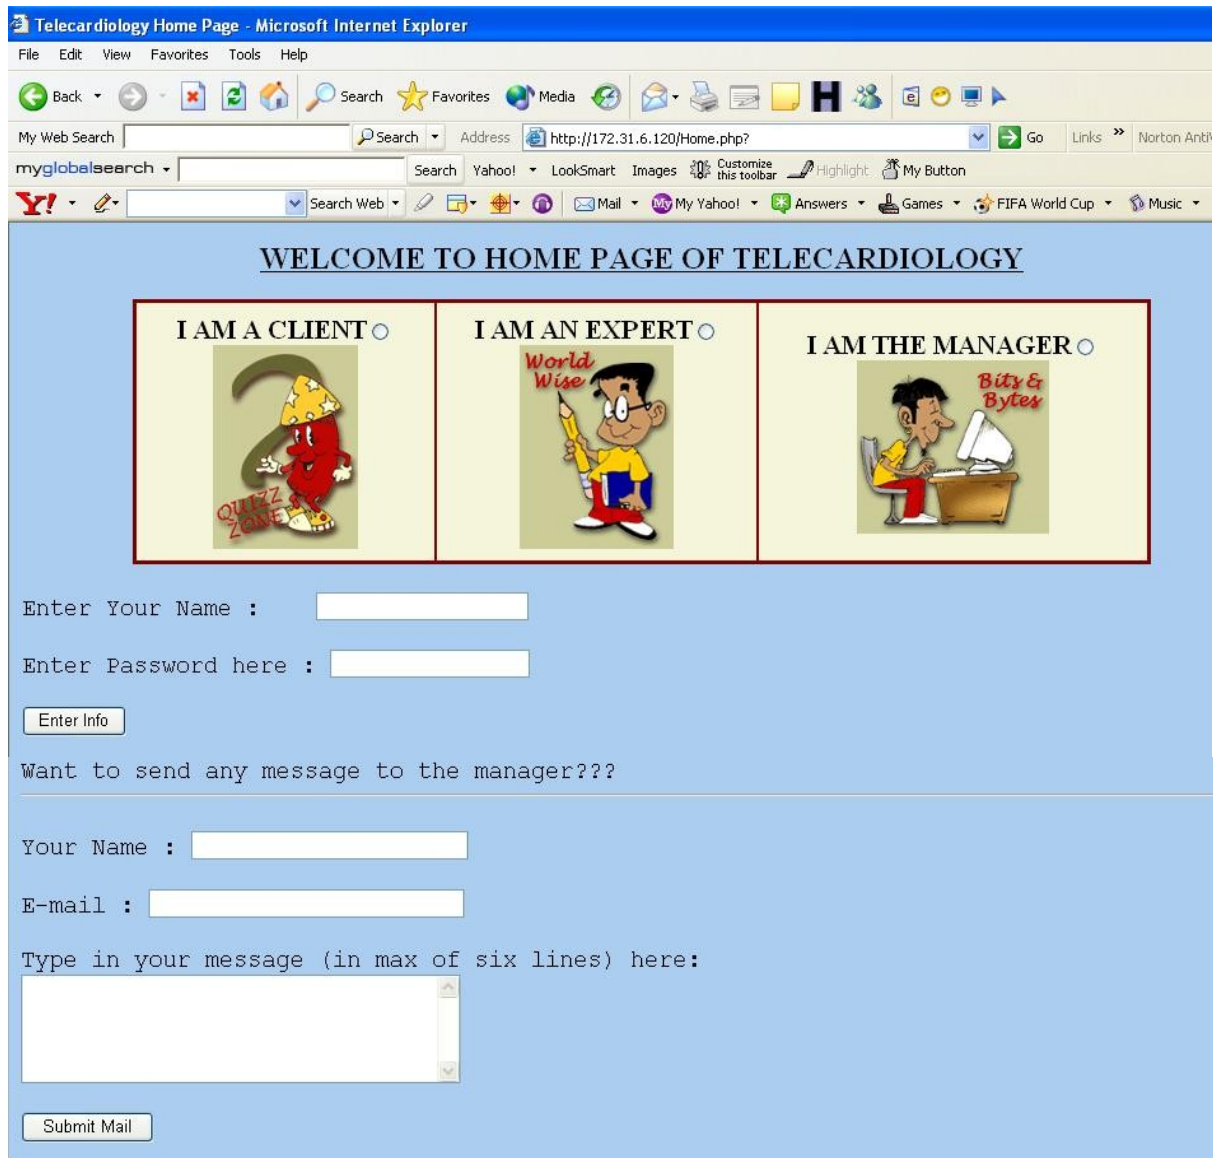 Telecardiology Home Page - Microsoft Internet Explorer
File Edit View Favorites Tools Help
Back Search Favorites Media
My Web Search Search Address http://172.31.6.120/Home.php? Go Links » Norton Anti
myglobalsearch Search Yahoo! LookSmart Images Customize this toolbar Highlight My Button
Y! Search Web Mail My My Yahoo! Answers Games FIFA World Cup Music
WELCOME TO HOME PAGE OF TELECARDIOLOGY
I AM A CLIENT I AM AN EXPERT I AM THE MANAGER
QUIZZ ZONE
World Wise
Bits & Bytes
Enter Your Name :
Enter Password here :
Enter Info
Want to send any message to the manager???
Your Name :
E-mail :
Type in your message (in max of six lines) here:
Submit Mail